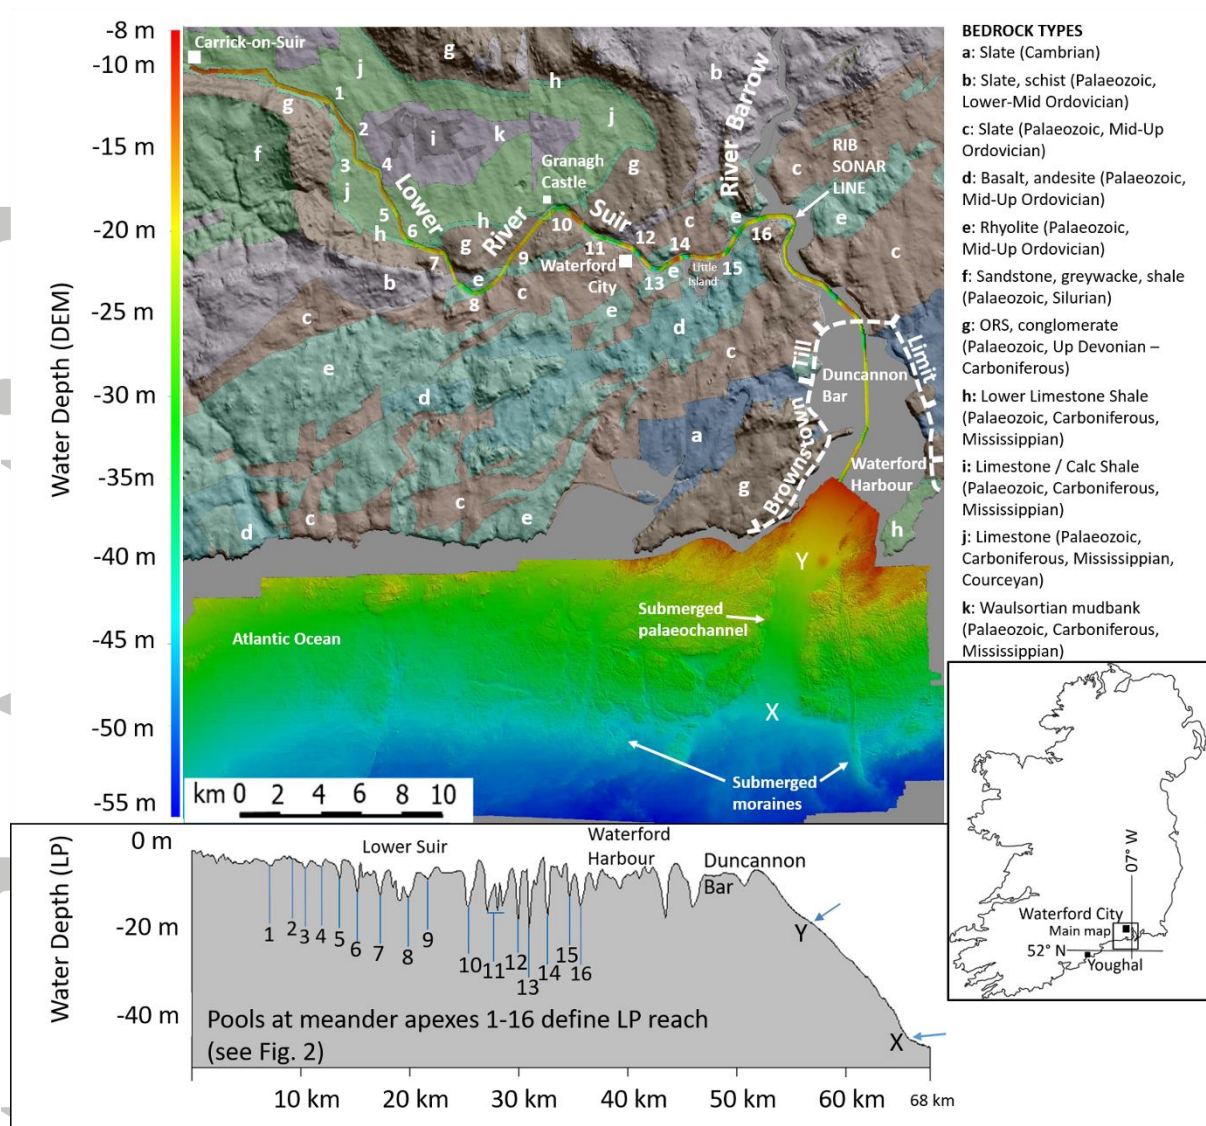 -8 m
-10 m
-15 m
-20 m
-25 m
-30 m
-35m
-40 m
-45 m
-50 m
-55 m
Water Depth (DEM)
Carrick-on-Suir
g
j
h
b
River Barrow
g
1
j
2
i
k
f
3
4
Granagh
Castle
g
c
RIB
SONAR
LINE
j
Lower
5
h
6
h
River
Suir
c
e
e
7
g
10
12
14
16
11
9
Waterford
City
Little
Island
15
13
e
b
e
8
c
c
c
e
d
e
c
Till
Limit
Duncannon
Bar
d
a
Brownstown
Waterford
Harbour
g
c
c
e
d
h
Y
Submerged
palaeochannel
Atlantic Ocean
X
Submerged
moraines
km 0 2 4 6 8 10
BEDROCK TYPES
a: Slate (Cambrian)
b: Slate, schist (Palaeozoic,
Lower-Mid Ordovician)
c: Slate (Palaeozoic, Mid-Up
Ordovician)
d: Basalt, andesite (Palaeozoic,
Mid-Up Ordovician)
e: Rhyolite (Palaeozoic,
Mid-Up Ordovician)
f: Sandstone, greywacke, shale
(Palaeozoic, Silurian)
g: ORS, conglomerate
(Palaeozoic, Up Devonian –
Carboniferous)
h: Lower Limestone Shale
(Palaeozoic, Carboniferous,
Mississippian)
i: Limestone / Calc Shale
(Palaeozoic, Carboniferous,
Mississippian)
j: Limestone (Palaeozoic,
Carboniferous, Mississippian,
Courceyan)
k: Waulsortian mudbank
(Palaeozoic, Carboniferous,
Mississippian)
07° W
Waterford City
Main map
52° N
Youghal
Water Depth (LP)
0 m
-20 m
-40 m
Lower Suir
Waterford
Harbour
Duncannon
Bar
1 2 3 4 5 6 7 8 9 10 11 12 13 14 15 16
Y
X
Pools at meander apexes 1-16 define LP reach
(see Fig. 2)
10 km 20 km 30 km 40 km 50 km 60 km 68 km